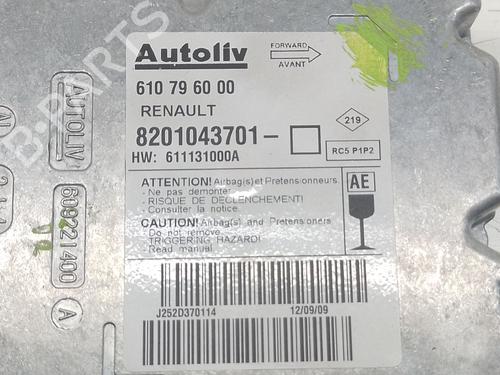 Autoliv
FORWARD
AVANT
610 79 60 00
RENAULT
8201043701-
219
HW: 611131000A
RC5 P1P2
ATTENTION! Airbag(s)et Pretensionneurs
- Ne pas demonter.
- RISQUE de DECLENCHEMENT!
- Consulter la notice.
AE
CAUTION! Airbag(s) and Pretensioners
- Do not remove.
- TRIGGERING HAZARD!
- Read manual.
J252D370114
12/09/09
AUTOLIV
609221400
A
B-PARTS